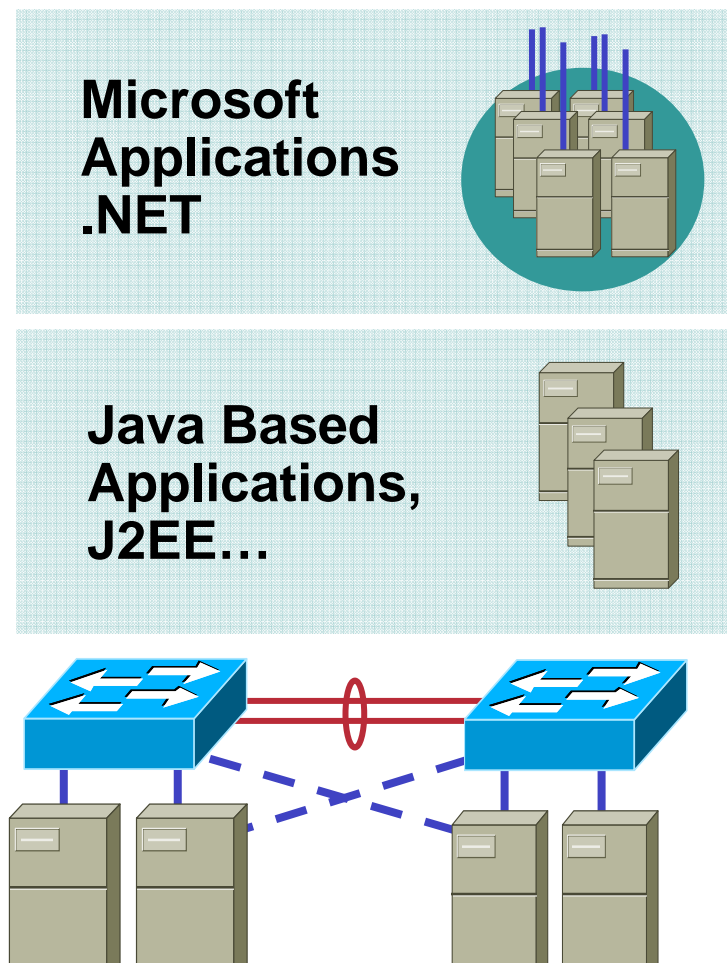 Microsoft
Applications
.NET
Java Based
Applications,
J2EE…